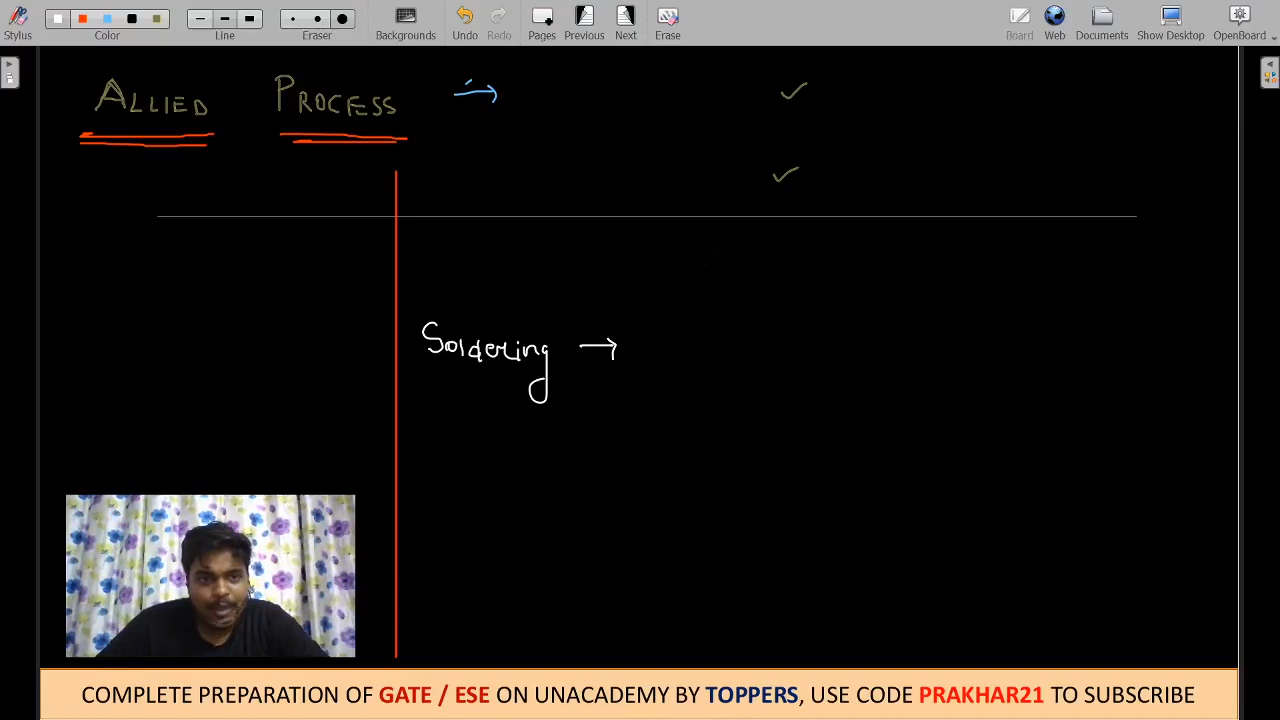 Stylus Color Line Eraser Backgrounds Undo Redo Pages Previous Next Erase Board Web Documents Show Desktop OpenBoard
ALLIED PROCESS →
Soldering →
COMPLETE PREPARATION OF GATE / ESE ON UNACADEMY BY TOPPERS, USE CODE PRAKHAR21 TO SUBSCRIBE